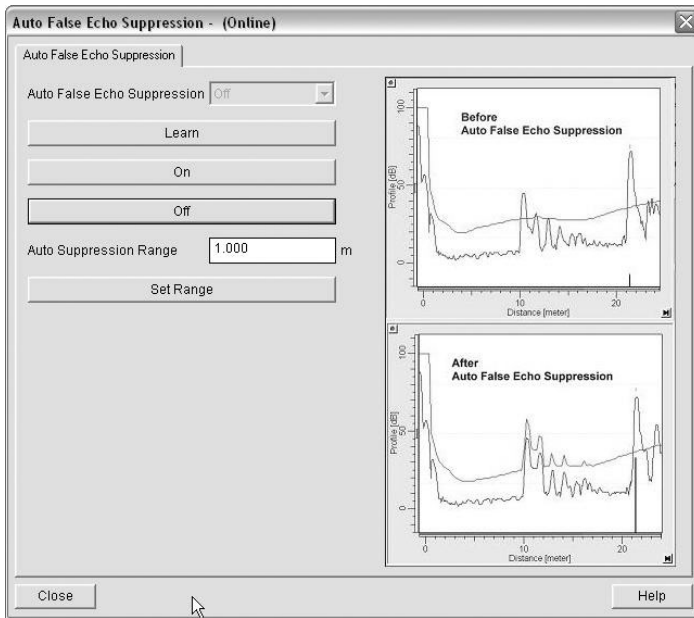 Auto False Echo Suppression - (Online)
Auto False Echo Suppression
Auto False Echo Suppression Off
Learn
On
Off
Auto Suppression Range 1.000 m
Set Range
Before
Auto False Echo Suppression
Profile [dB]
100
50
0
0 10 20
Distance [meter]
After
Auto False Echo Suppression
Profile [dB]
100
50
0
0 10 20
Distance [meter]
Close
Help